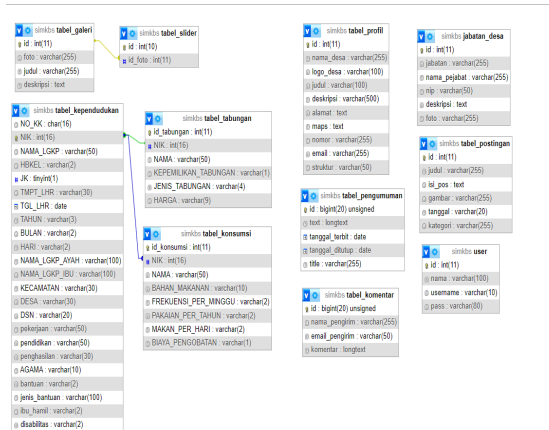 simkbs tabel_galeri
id : int(11)
foto : varchar(255)
judul : varchar(255)
deskripsi : text
simkbs tabel_slider
id : int(10)
id_foto : int(11)
simkbs tabel_kependudukan
NO_KK : char(16)
NIK : int(16)
NAMA_LGKP : varchar(50)
HBKEL : varchar(2)
JK : tinyint(1)
TMPT_LHR : varchar(30)
TGL_LHR : date
TAHUN : varchar(3)
BULAN : varchar(2)
HARI : varchar(2)
NAMA_LGKP_AYAH : varchar(100)
NAMA_LGKP_IBU : varchar(100)
KECAMATAN : varchar(30)
DESA : varchar(30)
DSN : varchar(20)
pekerjaan : varchar(50)
pendidikan : varchar(50)
penghasilan : varchar(30)
AGAMA : varchar(10)
bantuan : varchar(2)
jenis_bantuan : varchar(100)
ibu_hamil : varchar(2)
disabilitas : varchar(2)
simkbs tabel_tabungan
id_tabungan : int(11)
NIK : int(16)
NAMA : varchar(50)
KEPEMILIKAN_TABUNGAN : varchar(1)
JENIS_TABUNGAN : varchar(4)
HARGA : varchar(9)
simkbs tabel_konsumsi
id_konsumsi : int(11)
NIK : int(16)
NAMA : varchar(50)
BAHAN_MAKANAN : varchar(10)
FREKUENSI_PER_MINGGU : varchar(2)
PAKAIAN_PER_TAHUN : varchar(2)
MAKAN_PER_HARI : varchar(2)
BIAYA_PENGOBATAN : varchar(1)
simkbs tabel_profil
id : int(11)
nama_desa : varchar(255)
logo_desa : varchar(100)
judul : varchar(100)
deskripsi : varchar(500)
alamat : text
maps : text
nomor : varchar(255)
email : varchar(255)
struktur : varchar(50)
simkbs tabel_pengumuman
id : bigint(20) unsigned
text : longtext
tanggal_terbit : date
tanggal_ditutup : date
title : varchar(255)
simkbs tabel_komentar
id : bigint(20) unsigned
nama_pengirim : varchar(255)
email_pengirim : varchar(50)
komentar : longtext
simkbs jabatan_desa
id : int(11)
jabatan : varchar(255)
nama_pejabat : varchar(255)
nip : varchar(50)
deskripsi : text
foto : varchar(255)
simkbs tabel_postingan
id : int(11)
judul : varchar(255)
isi_pos : text
gambar : varchar(255)
tanggal : varchar(20)
kategori : varchar(255)
simkbs user
id : int(11)
nama : varchar(100)
username : varchar(10)
pass : varchar(80)